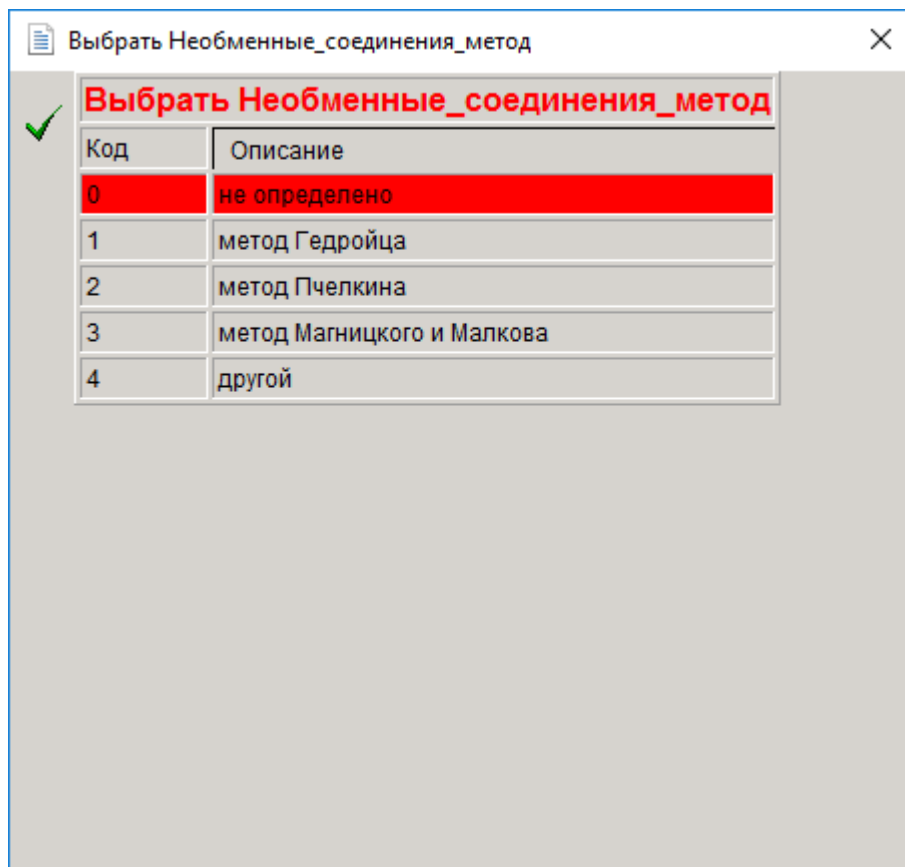 Выбрать Необменные_соединения_метод
Выбрать Необменные_соединения_метод
Код Описание
0 не определено
1 метод Гедройца
2 метод Пчелкина
3 метод Магницкого и Малкова
4 другой